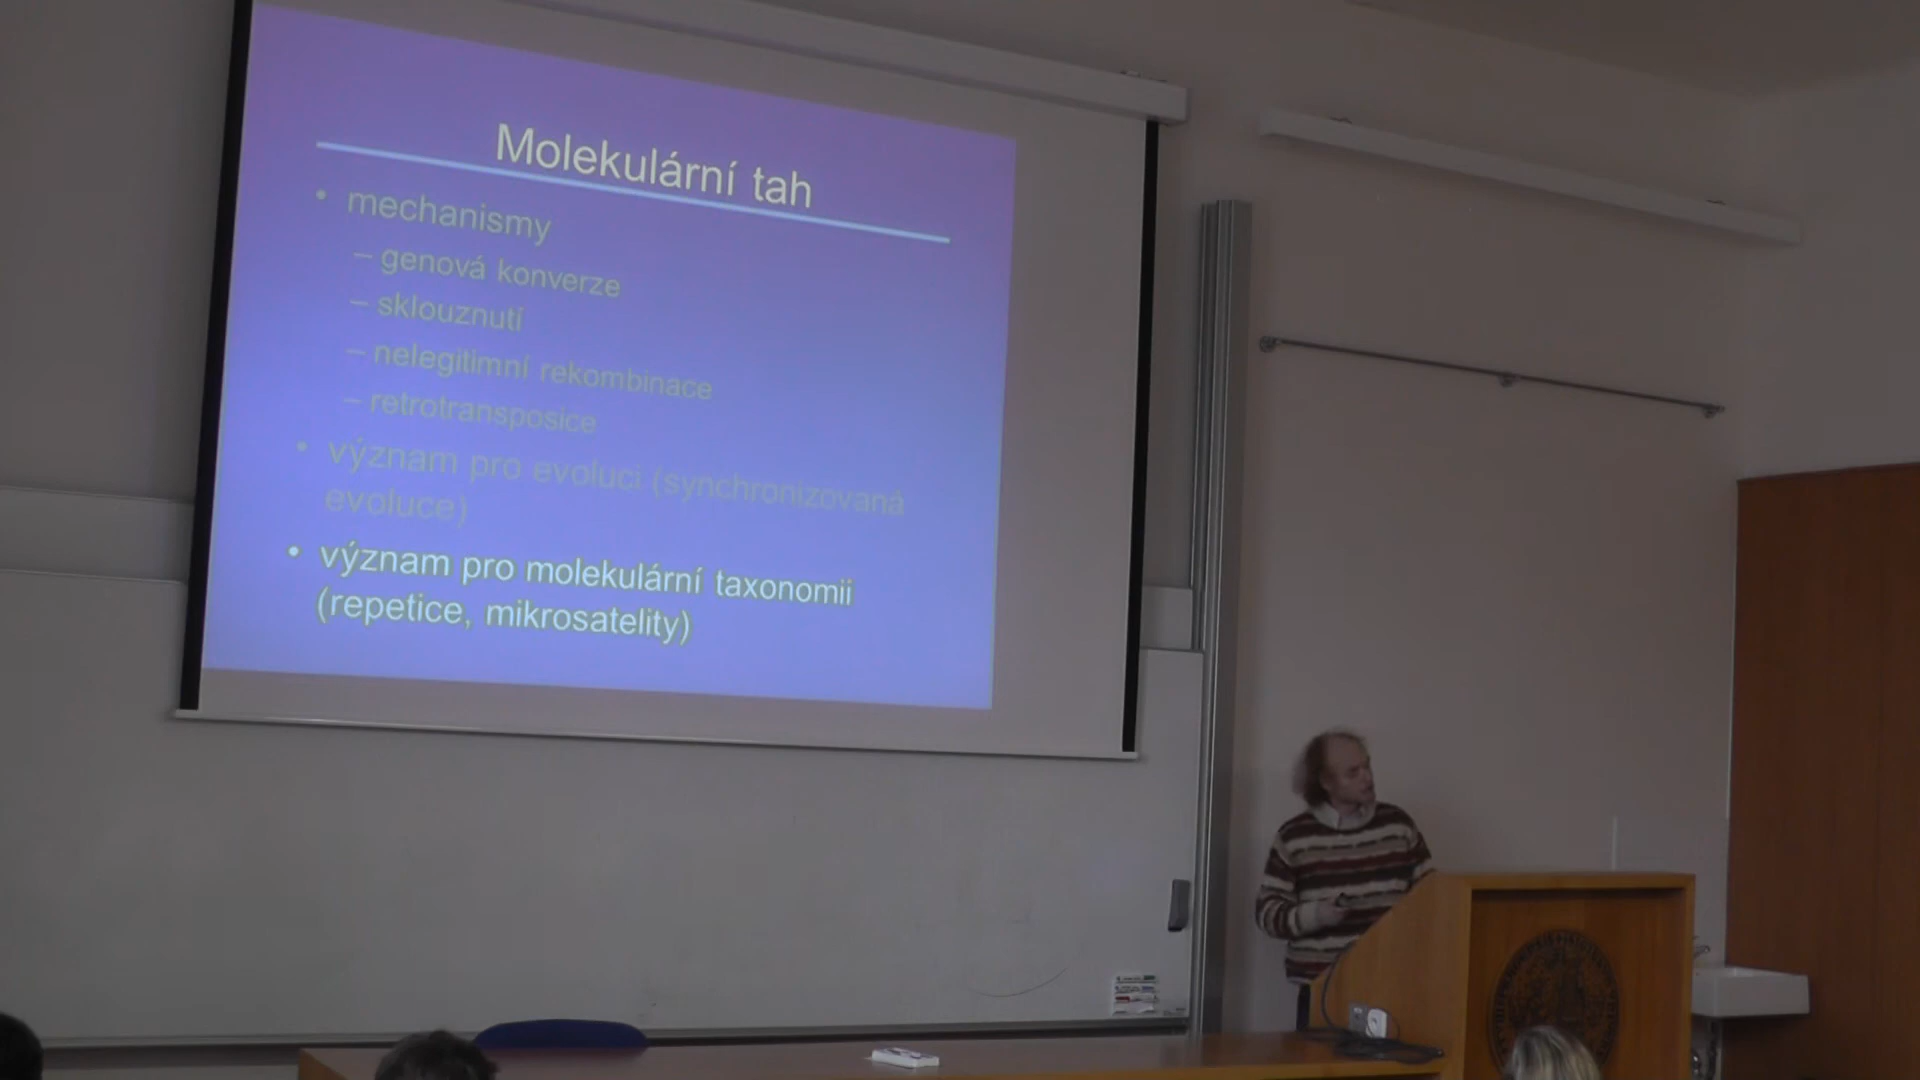 Molekulární tah
• mechanismy
– genová konverze
– sklouznutí
– nelegitimní rekombinace
– retrotransposice
• význam pro evoluci (synchronizovaná
evoluce)
• význam pro molekulární taxonomii
(repetice, mikrosatelity)